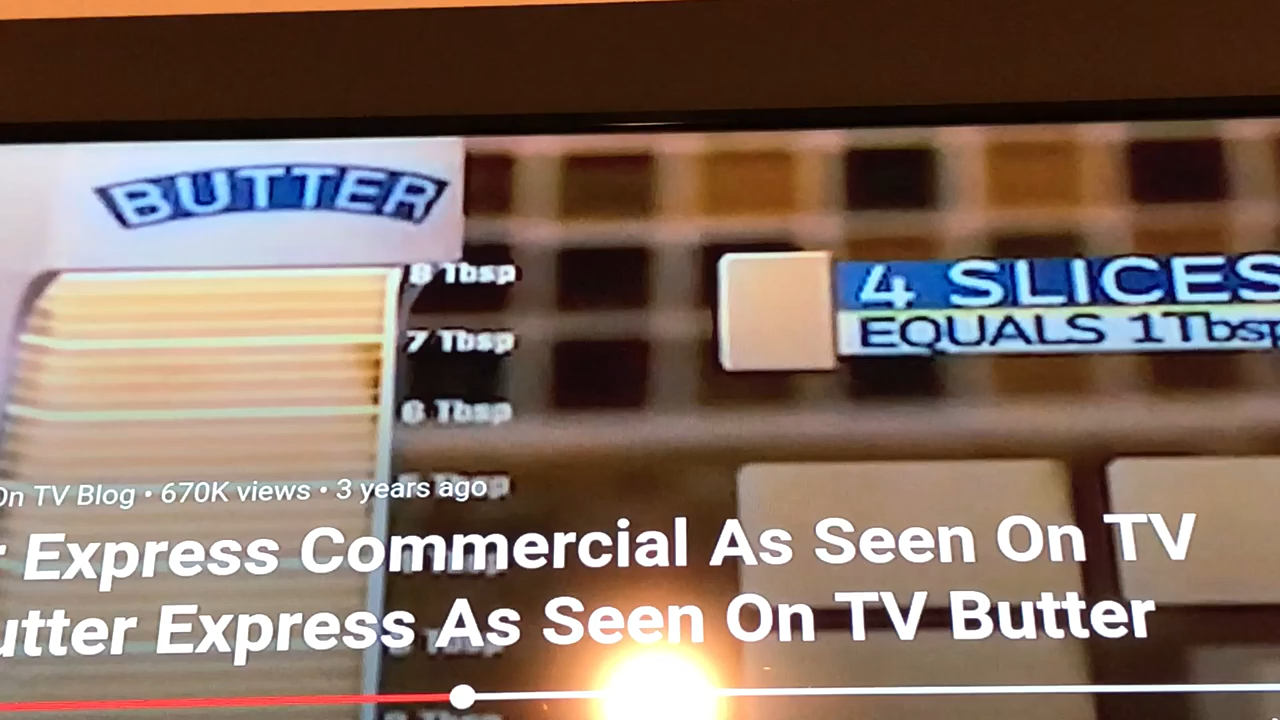 BUTTER
8 Tbsp
4 SLICES
EQUALS 1Tbsp
7 Tbsp
6 Tbsp
On TV Blog • 670K views • 3 years ago
Express Commercial As Seen On TV
utter Express As Seen On TV Butter